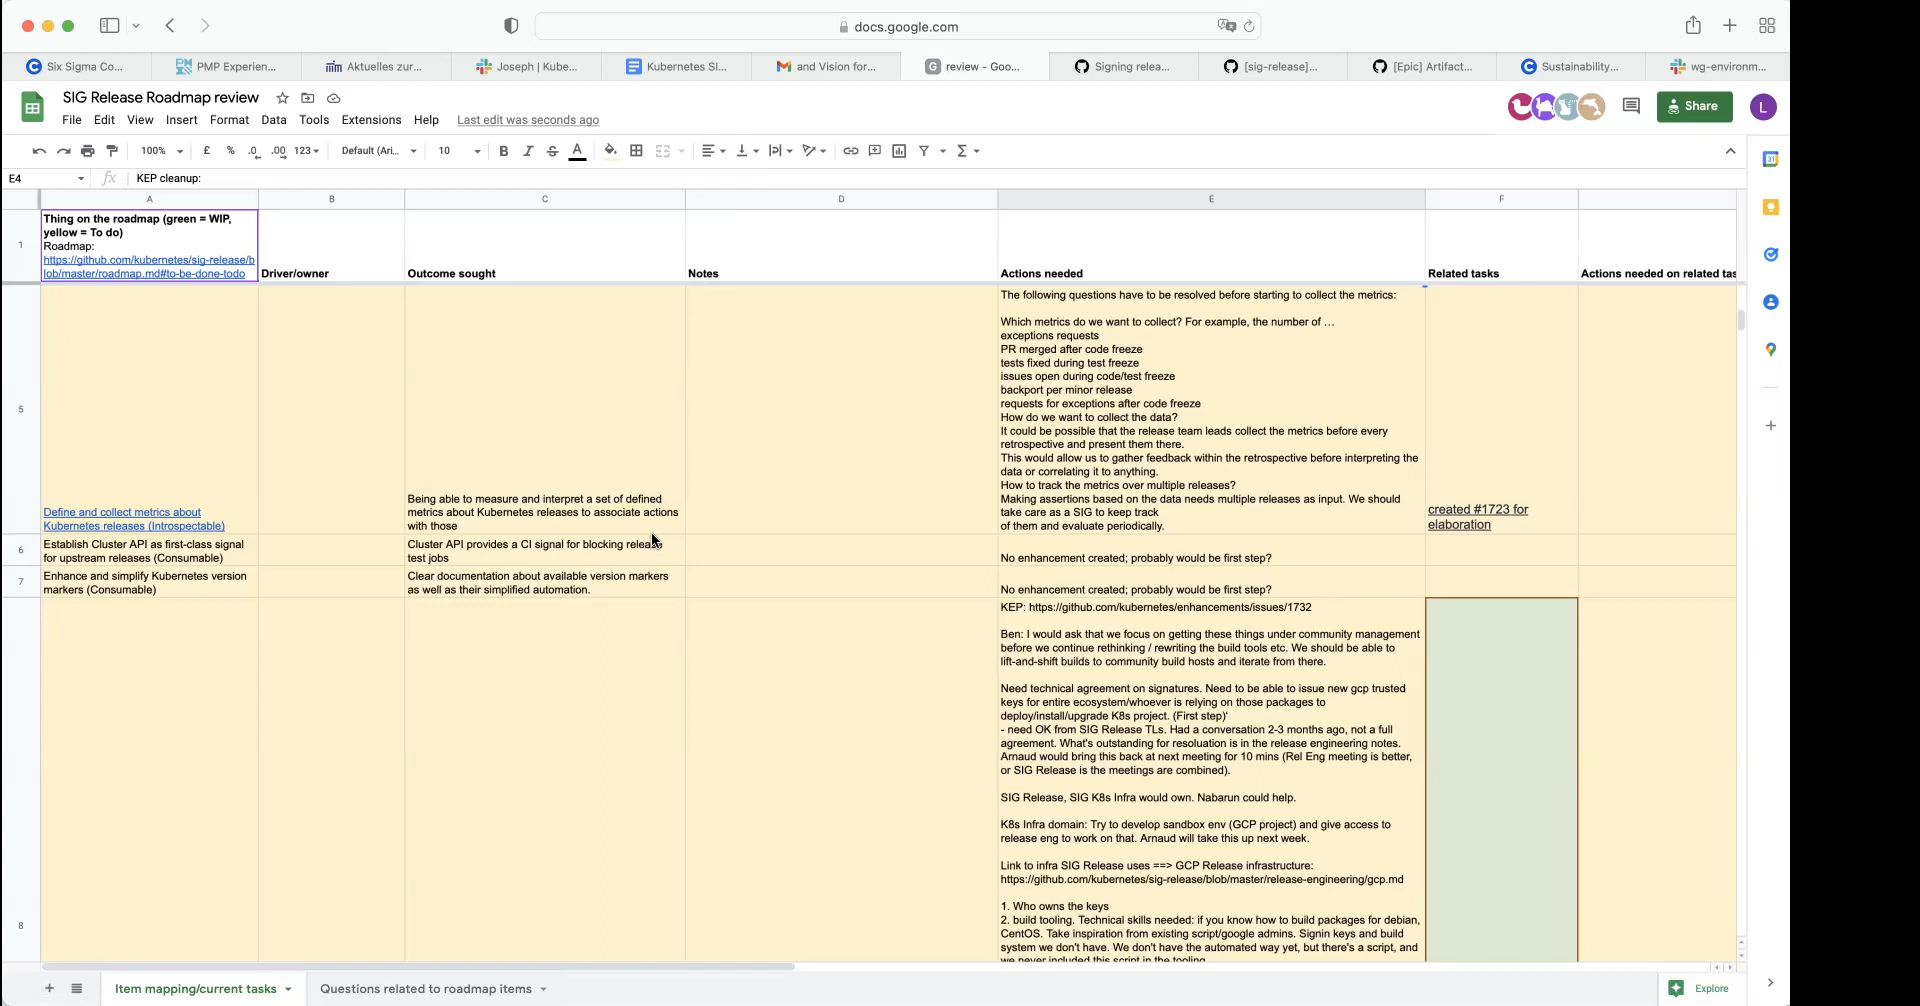 docs.google.com
Six Sigma Co...
PMP Experien...
Aktuelles zur...
Joseph | Kube...
Kubernetes SI...
and Vision for...
review - Goo...
Signing relea...
[sig-release]...
[Epic] Artifact...
Sustainability...
wg-environm...
SIG Release Roadmap review
File Edit View Insert Format Data Tools Extensions Help Last edit was seconds ago
Share
L
100% £ % .0 .00 123 Default (Ari... 10 B I S A
E4
fx
KEP cleanup:
A B C D E F
1
Thing on the roadmap (green = WIP,
yellow = To do)
Roadmap:
https://github.com/kubernetes/sig-release/b
lob/master/roadmap.md#to-be-done-todo
Driver/owner
Outcome sought
Notes
Actions needed
Related tasks
Actions needed on related tas
5
Define and collect metrics about
Kubernetes releases (Introspectable)
Being able to measure and interpret a set of defined
metrics about Kubernetes releases to associate actions
with those
The following questions have to be resolved before starting to collect the metrics:
Which metrics do we want to collect? For example, the number of …
exceptions requests
PR merged after code freeze
tests fixed during test freeze
issues open during code/test freeze
backport per minor release
requests for exceptions after code freeze
How do we want to collect the data?
It could be possible that the release team leads collect the metrics before every
retrospective and present them there.
This would allow us to gather feedback within the retrospective before interpreting the
data or correlating it to anything.
How to track the metrics over multiple releases?
Making assertions based on the data needs multiple releases as input. We should
take care as a SIG to keep track
of them and evaluate periodically.
created #1723 for
elaboration
6
Establish Cluster API as first-class signal
for upstream releases (Consumable)
Cluster API provides a CI signal for blocking release
test jobs
No enhancement created; probably would be first step?
7
Enhance and simplify Kubernetes version
markers (Consumable)
Clear documentation about available version markers
as well as their simplified automation.
No enhancement created; probably would be first step?
8
KEP: https://github.com/kubernetes/enhancements/issues/1732
Ben: I would ask that we focus on getting these things under community management
before we continue rethinking / rewriting the build tools etc. We should be able to
lift-and-shift builds to community build hosts and iterate from there.
Need technical agreement on signatures. Need to be able to issue new gcp trusted
keys for entire ecosystem/whoever is relying on those packages to
deploy/install/upgrade K8s project. (First step)'
- need OK from SIG Release TLs. Had a conversation 2-3 months ago, not a full
agreement. What's outstanding for resoluation is in the release engineering notes.
Arnaud would bring this back at next meeting for 10 mins (Rel Eng meeting is better,
or SIG Release is the meetings are combined).
SIG Release, SIG K8s Infra would own. Nabarun could help.
K8s Infra domain: Try to develop sandbox env (GCP project) and give access to
release eng to work on that. Arnaud will take this up next week.
Link to infra SIG Release uses ==> GCP Release infrastructure:
https://github.com/kubernetes/sig-release/blob/master/release-engineering/gcp.md
1. Who owns the keys
2. build tooling. Technical skills needed: if you know how to build packages for debian,
CentOS. Take inspiration from existing script/google admins. Signin keys and build
system we don't have. We don't have the automated way yet, but there's a script, and
we never included this script in the tooling
Item mapping/current tasks
Questions related to roadmap items
Explore